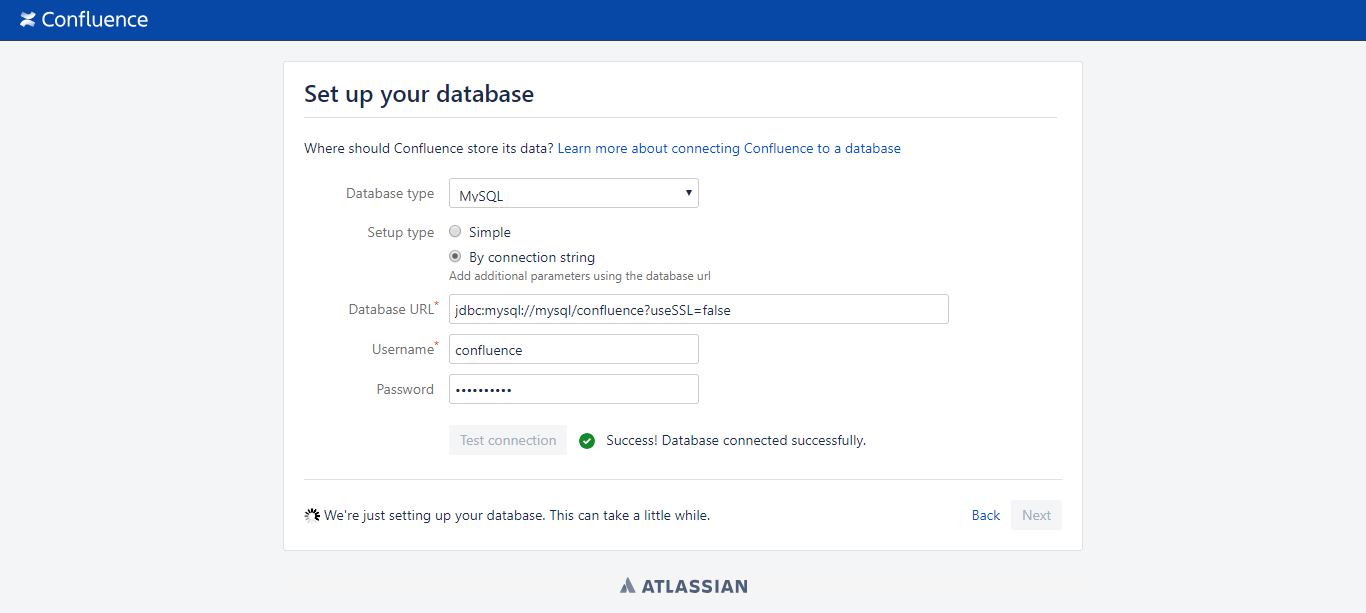 Confluence
Set up your database
Where should Confluence store its data? Learn more about connecting Confluence to a database
Database type MySQL
Setup type Simple
By connection string
Add additional parameters using the database url
Database URL* jdbc:mysql://mysql/confluence?useSSL=false
Username* confluence
Password ••••••••••
Test connection Success! Database connected successfully.
We're just setting up your database. This can take a little while. Back Next
ATLASSIAN